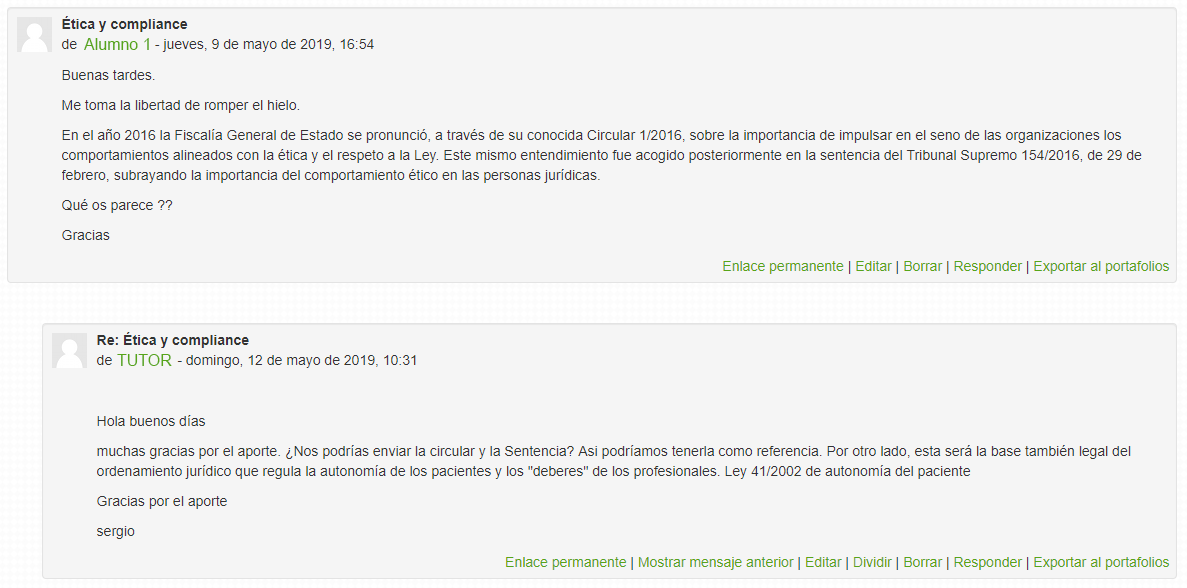 Ética y compliance
de Alumno 1 - jueves, 9 de mayo de 2019, 16:54
Buenas tardes.
Me toma la libertad de romper el hielo.
En el año 2016 la Fiscalía General de Estado se pronunció, a través de su conocida Circular 1/2016, sobre la importancia de impulsar en el seno de las organizaciones los
comportamientos alineados con la ética y el respeto a la Ley. Este mismo entendimiento fue acogido posteriormente en la sentencia del Tribunal Supremo 154/2016, de 29 de
febrero, subrayando la importancia del comportamiento ético en las personas jurídicas.
Qué os parece ??
Gracias
Enlace permanente | Editar | Borrar | Responder | Exportar al portafolios
Re: Ética y compliance
de TUTOR - domingo, 12 de mayo de 2019, 10:31
Hola buenos días
muchas gracias por el aporte. ¿Nos podrías enviar la circular y la Sentencia? Asi podríamos tenerla como referencia. Por otro lado, esta será la base también legal del
ordenamiento jurídico que regula la autonomía de los pacientes y los "deberes" de los profesionales. Ley 41/2002 de autonomía del paciente
Gracias por el aporte
sergio
Enlace permanente | Mostrar mensaje anterior | Editar | Dividir | Borrar | Responder | Exportar al portafolios